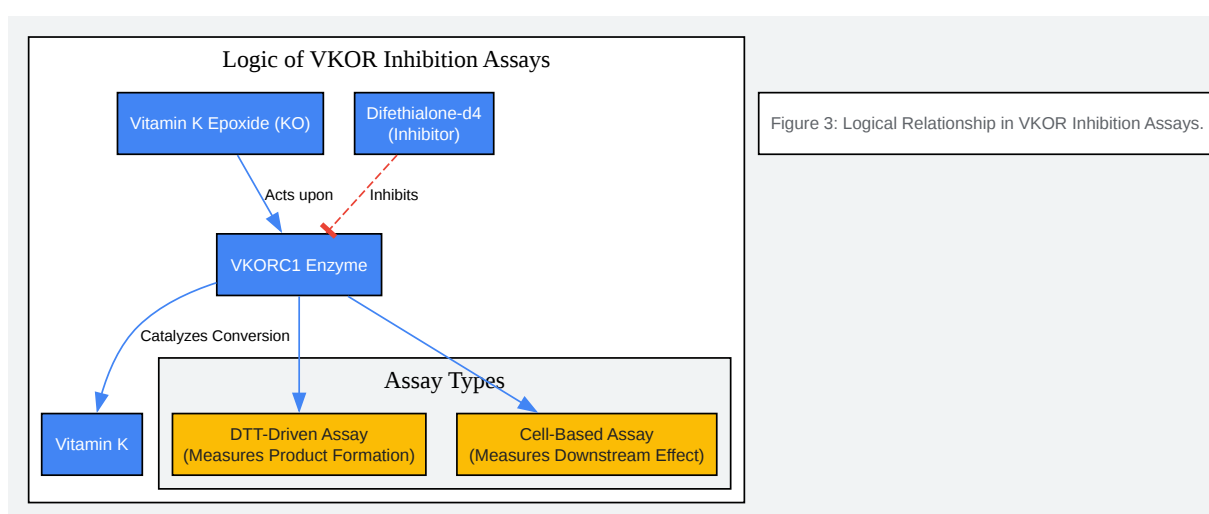 Logic of VKOR Inhibition Assays
Vitamin K Epoxide (KO)
Difethialone-d4
(Inhibitor)
Figure 3: Logical Relationship in VKOR Inhibition Assays.
Acts upon
Inhibits
VKORC1 Enzyme
Catalyzes Conversion
Assay Types
Vitamin K
DTT-Driven Assay
(Measures Product Formation)
Cell-Based Assay
(Measures Downstream Effect)